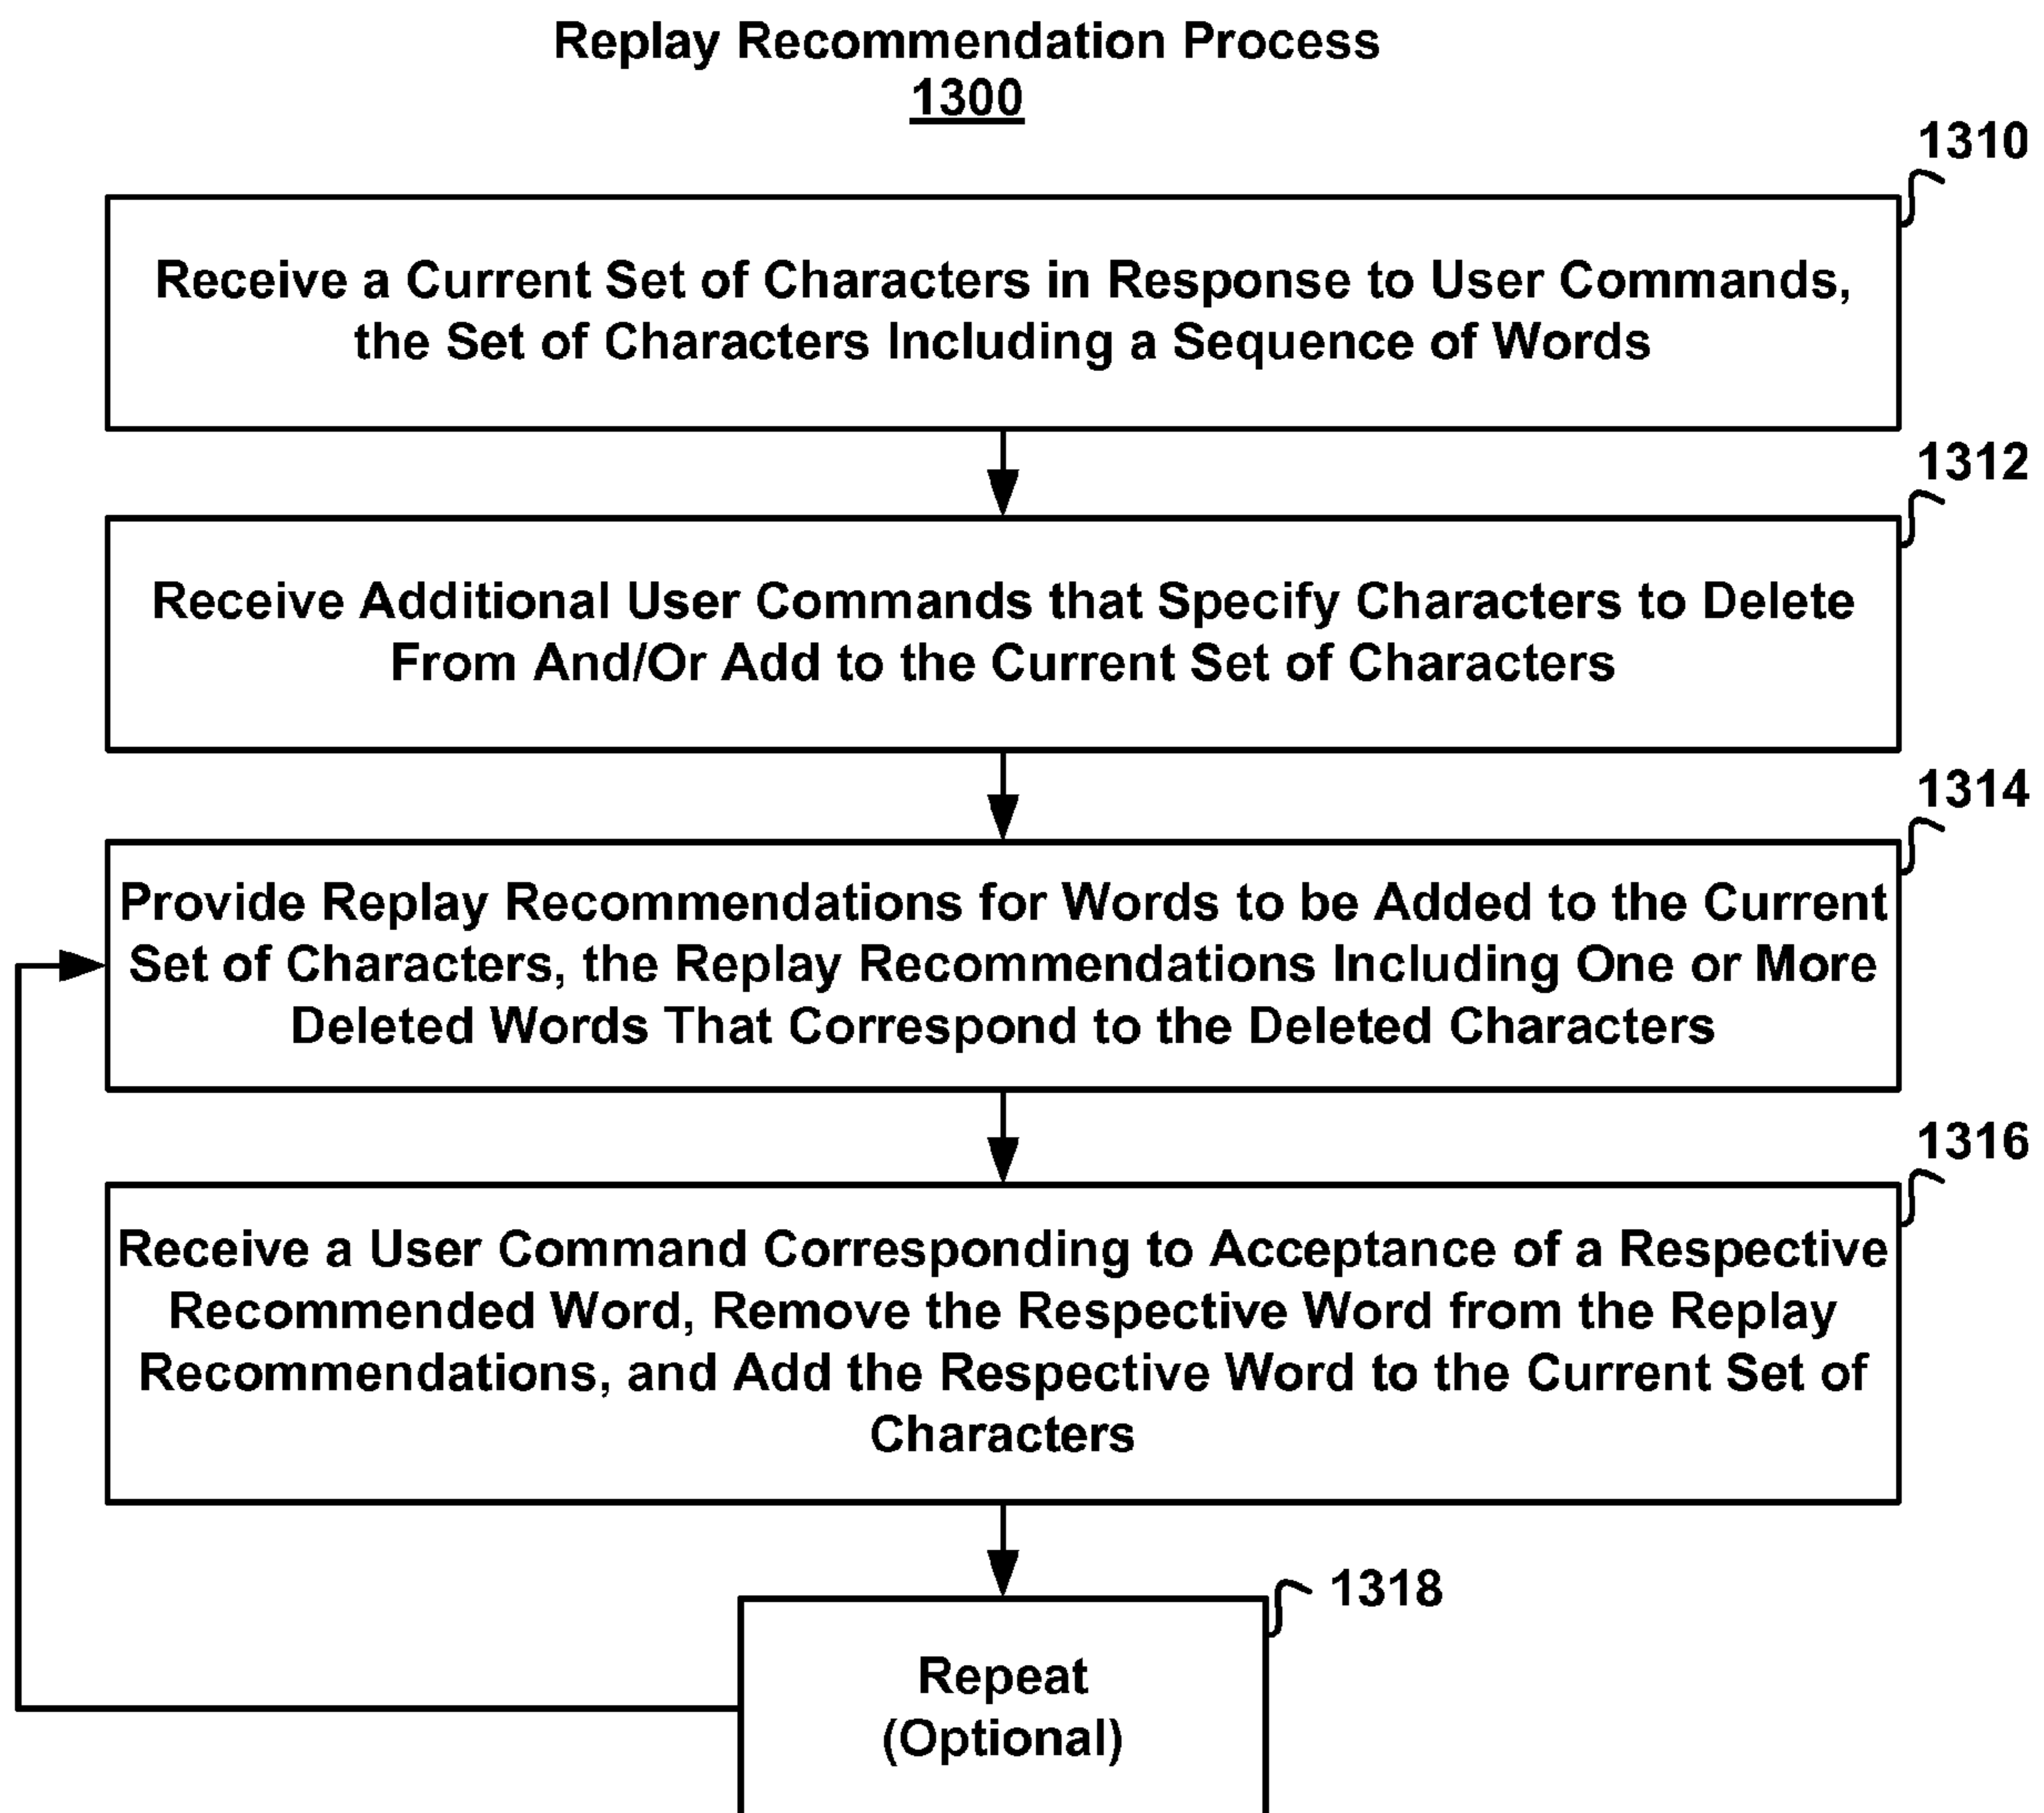 Replay Recommendation Process
1300
1310
Receive a Current Set of Characters in Response to User Commands,
the Set of Characters Including a Sequence of Words
1312
Receive Additional User Commands that Specify Characters to Delete
From And/Or Add to the Current Set of Characters
1314
Provide Replay Recommendations for Words to be Added to the Current
Set of Characters, the Replay Recommendations Including One or More
Deleted Words That Correspond to the Deleted Characters
1316
Receive a User Command Corresponding to Acceptance of a Respective
Recommended Word, Remove the Respective Word from the Replay
Recommendations, and Add the Respective Word to the Current Set of
Characters
1318
Repeat
(Optional)